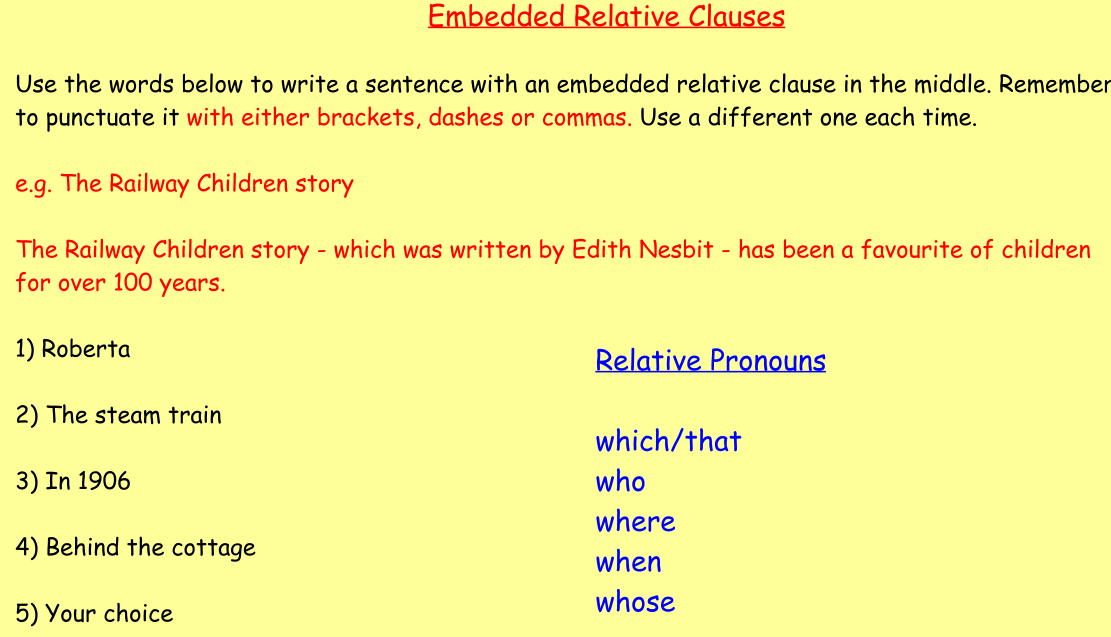 Embedded Relative Clauses
Use the words below to write a sentence with an embedded relative clause in the middle. Remember
to punctuate it with either brackets, dashes or commas. Use a different one each time.
e.g. The Railway Children story
The Railway Children story - which was written by Edith Nesbit - has been a favourite of children
for over 100 years.
1) Roberta
2) The steam train
3) In 1906
4) Behind the cottage
5) Your choice
Relative Pronouns
which/that
who
where
when
whose